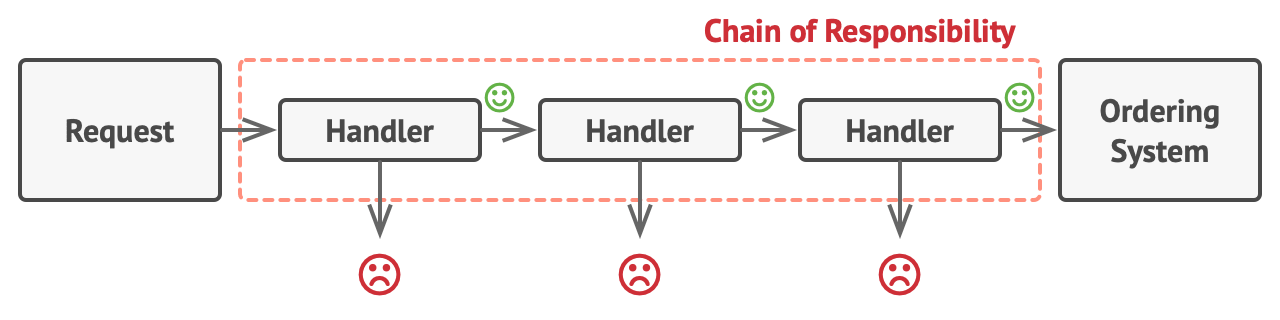 Chain of Responsibility
Request
Handler
Handler
Handler
Ordering
System